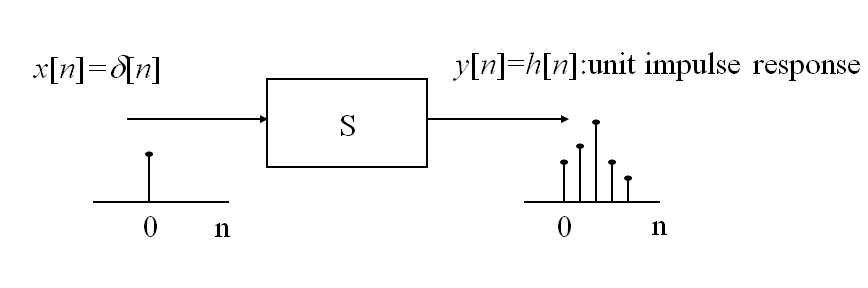 x[n]=δ[n]
y[n]=h[n]:unit impulse response
S
0 n
0 n